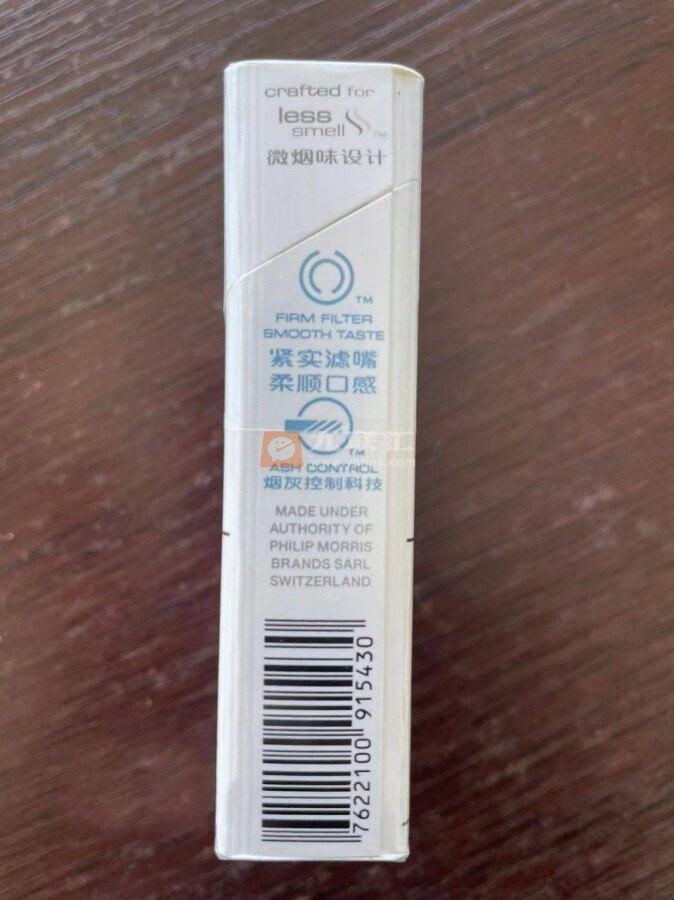 crafted for
less
smell TM
微烟味设计
TM
FIRM FILTER
SMOOTH TASTE
紧实滤嘴
柔顺口感
TM
ASH CONTROL
烟灰控制科技
MADE UNDER
AUTHORITY OF
PHILIP MORRIS
BRANDS SARL
SWITZERLAND
7622100 915430